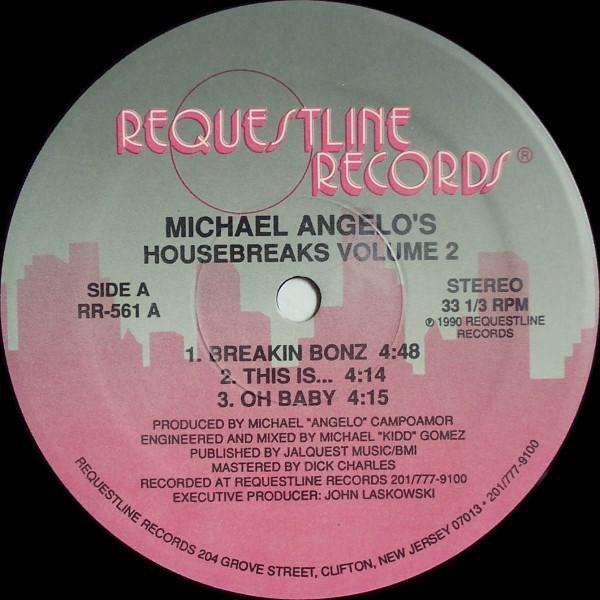 REQUESTLINE
RECORDS®
MICHAEL ANGELO'S
HOUSEBREAKS VOLUME 2
SIDE A
RR-561 A
STEREO
33 1/3 RPM
℗ 1990 REQUESTLINE
RECORDS
1. BREAKIN BONZ 4:48
2. THIS IS... 4:14
3. OH BABY 4:15
PRODUCED BY MICHAEL "ANGELO" CAMPOAMOR
ENGINEERED AND MIXED BY MICHAEL "KIDD" GOMEZ
PUBLISHED BY JALQUEST MUSIC/BMI
MASTERED BY DICK CHARLES
RECORDED AT REQUESTLINE RECORDS 201/777-9100
EXECUTIVE PRODUCER: JOHN LASKOWSKI
REQUESTLINE RECORDS 204 GROVE STREET, CLIFTON, NEW JERSEY 07013 • 201/777-9100